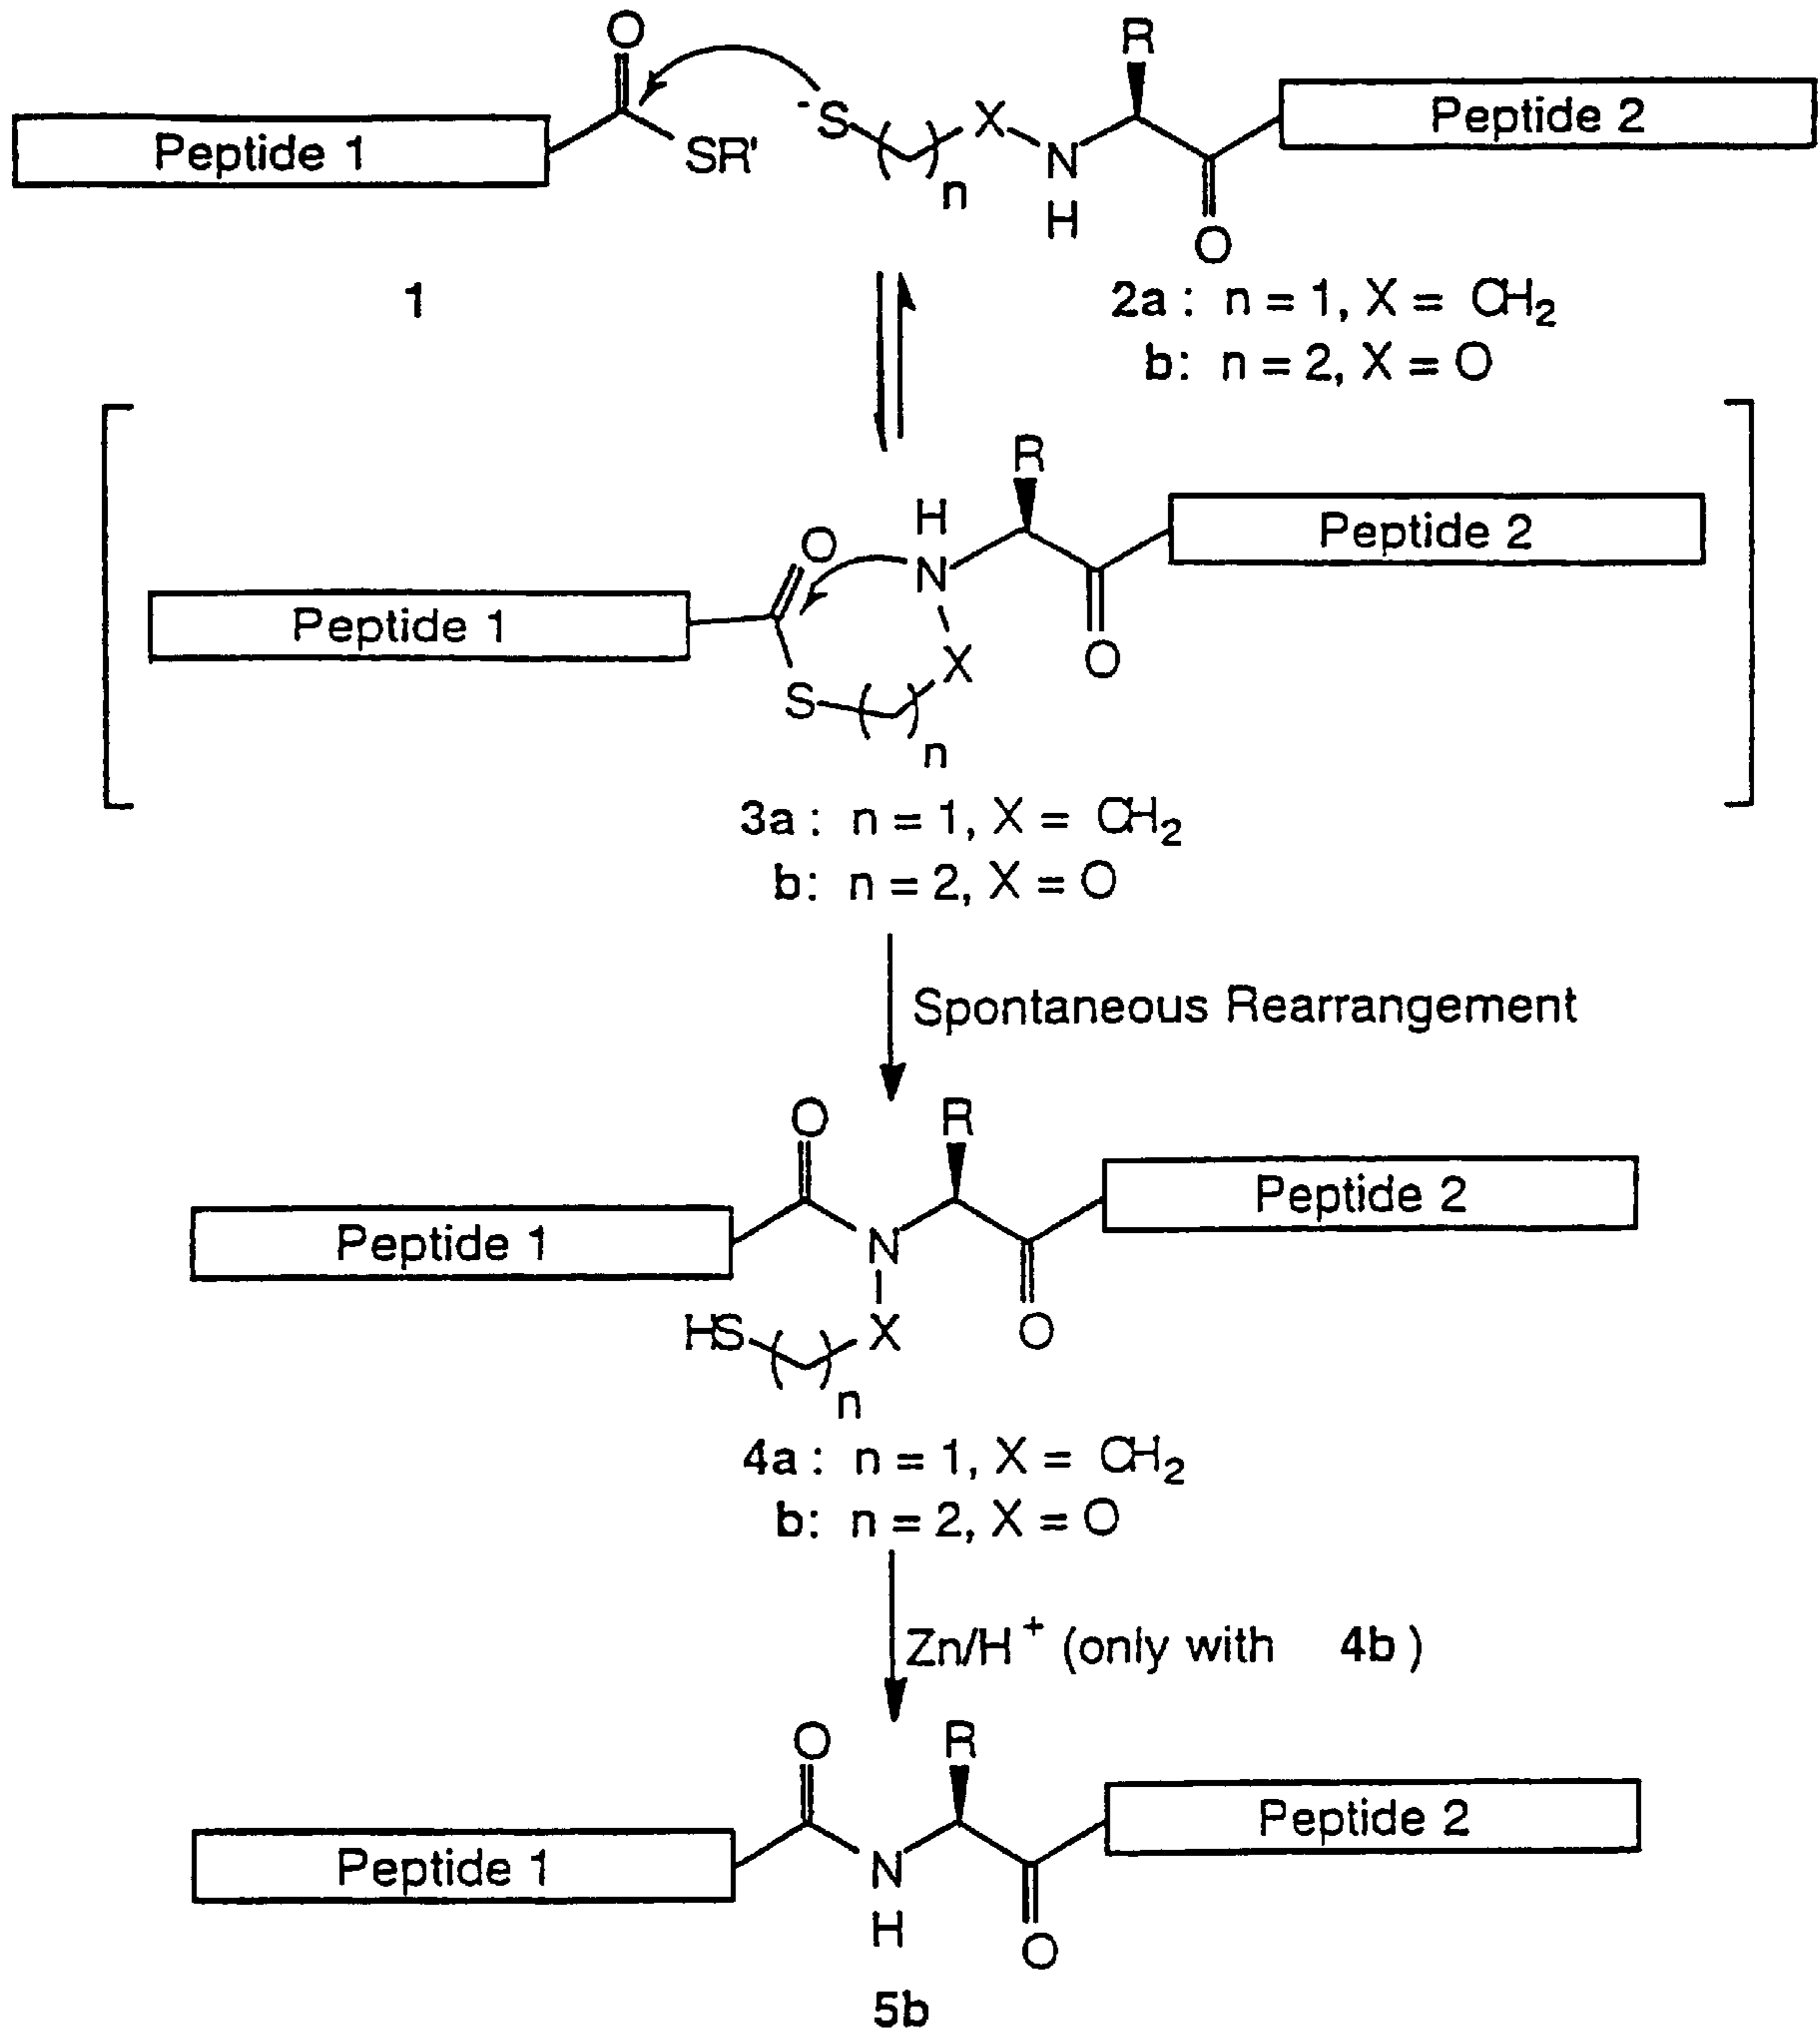 O
R
Peptide 1
SR'
-S
( )n
X
N
H
O
Peptide 2
1
2a : n = 1, X = CH2
b: n = 2, X = O
R
H
O
N
Peptide 2
Peptide 1
O
X
S
( )n
3a : n = 1, X = CH2
b: n = 2, X = O
Spontaneous Rearrangement
O
R
Peptide 2
Peptide 1
N
HS
( )n
X
O
4a : n = 1, X = CH2
b: n = 2, X = O
Zn/H+ (only with 4b )
O
R
Peptide 2
Peptide 1
N
H
O
5b